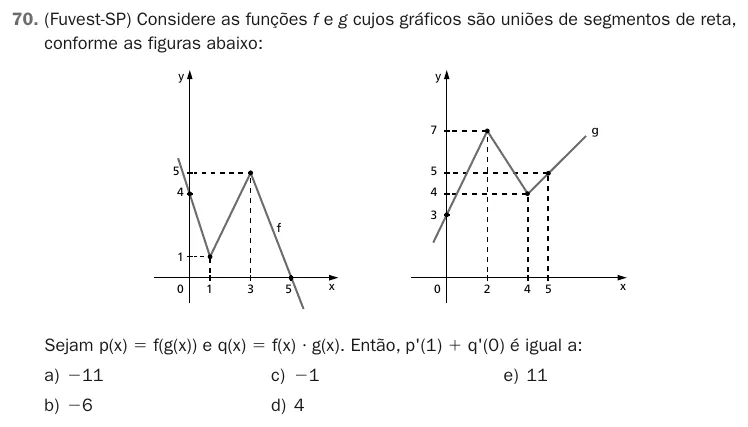 70. (Fuvest-SP) Considere as funções f e g cujos gráficos são uniões de segmentos de reta,
conforme as figuras abaixo:
y
5
4
1
f
0 1 3 5 x
y
7
5
4
3
g
0 2 4 5 x
Sejam p(x) = f(g(x)) e q(x) = f(x) · g(x). Então, p'(1) + q'(0) é igual a:
a) −11 c) −1 e) 11
b) −6 d) 4